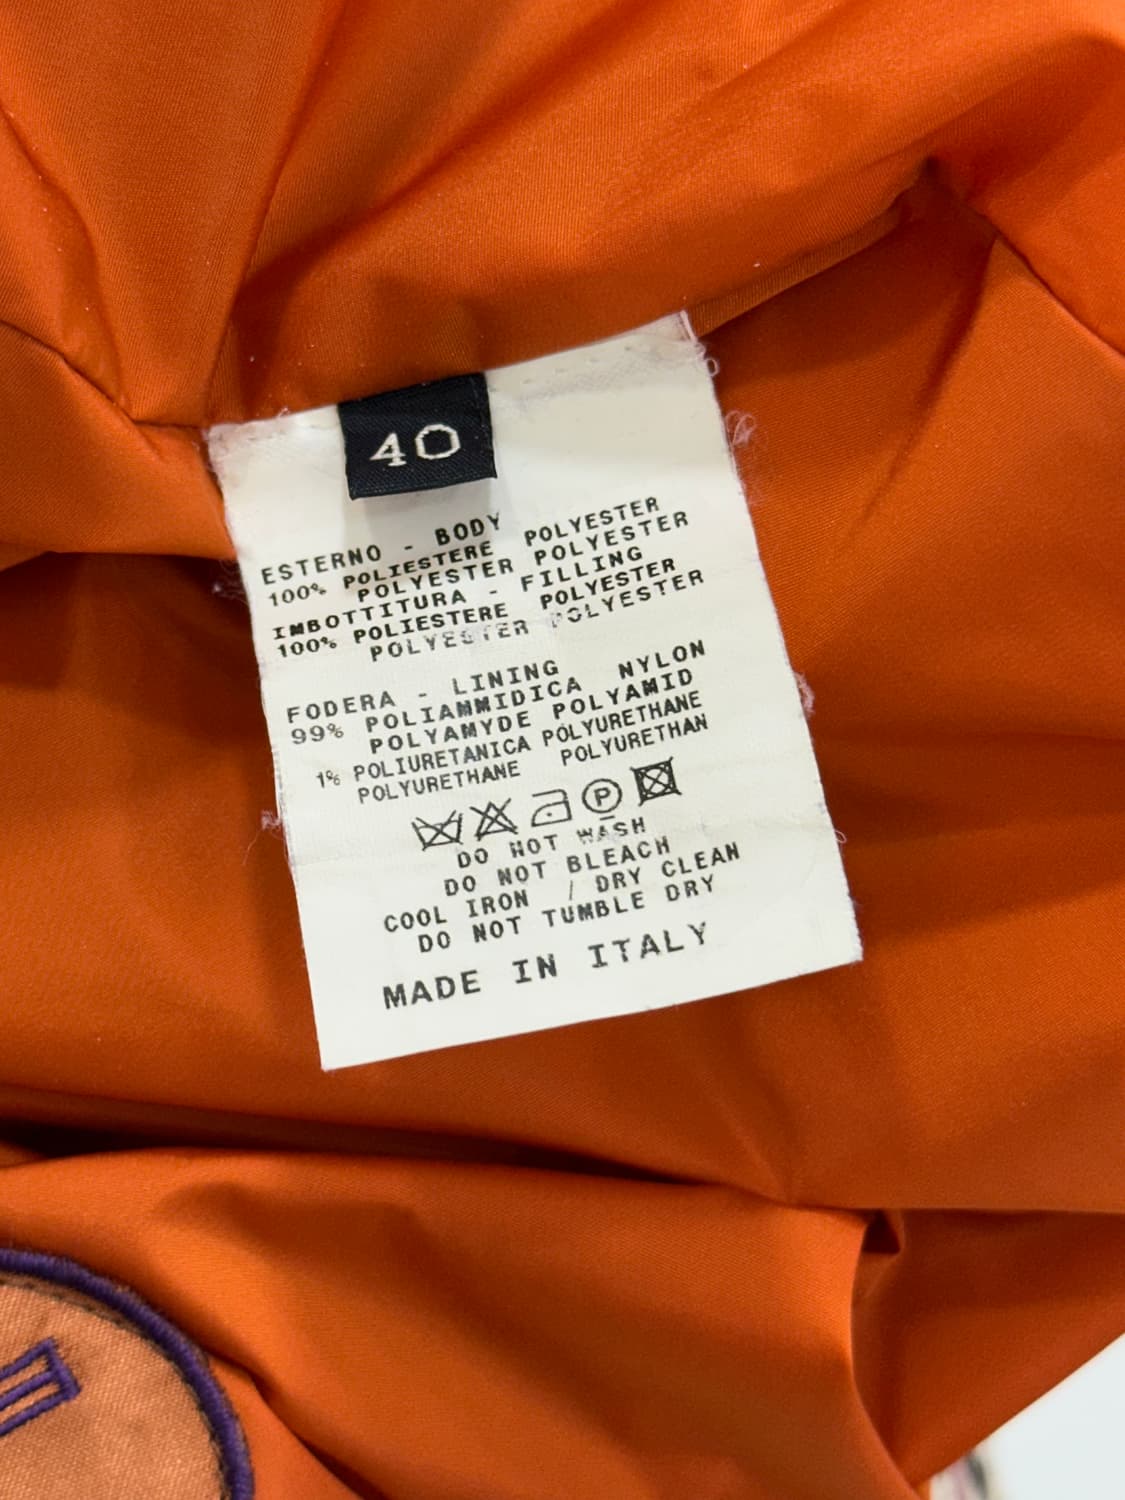 40
ESTERNO - BODY
100% POLIESTERE POLYESTER
POLYESTER POLYESTER
IMBOTTITURA - FILLING
100% POLIESTERE POLYESTER
POLYESTER POLYESTER
FODERA - LINING
99% POLIAMMIDICA NYLON
POLYAMYDE POLYAMID
1% POLIURETANICA POLYURETHANE
POLYURETHANE POLYURETHAN
P
DO NOT WASH
DO NOT BLEACH
COOL IRON / DRY CLEAN
DO NOT TUMBLE DRY
MADE IN ITALY